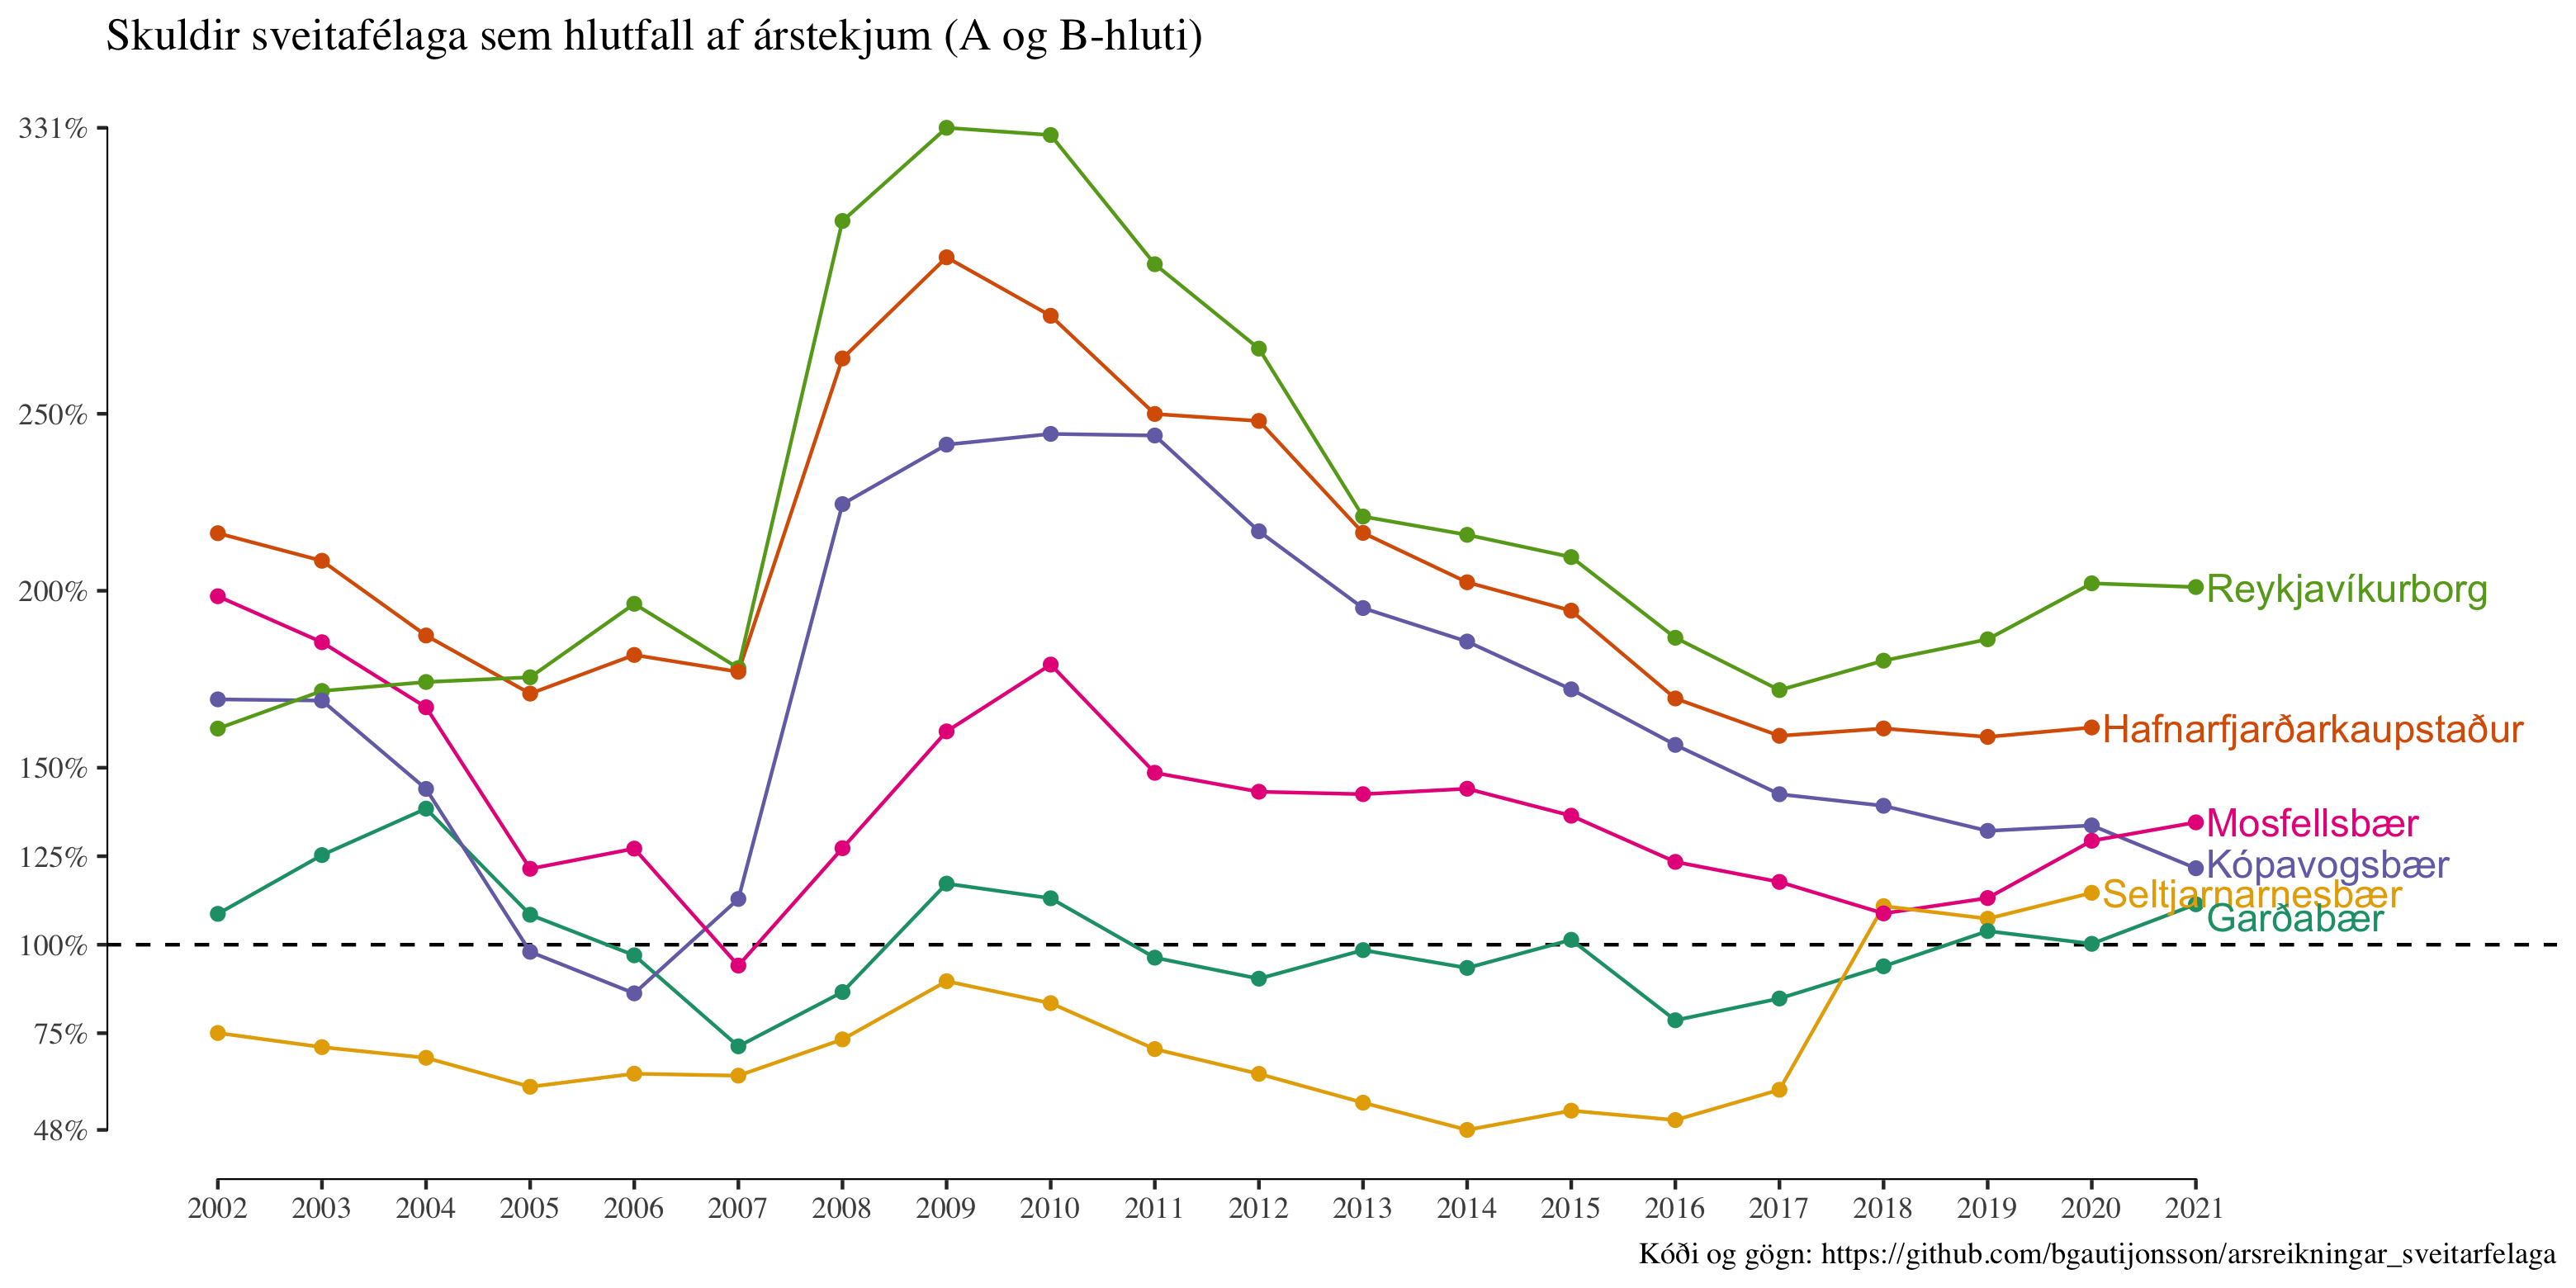 Skuldir sveitafélaga sem hlutfall af árstekjum (A og B-hluti)
331%
250%
200%
150%
125%
100%
75%
48%
Reykjavíkurborg
Hafnarfjarðarkaupstaður
Mosfellsbær
Kópavogsbær
Seltjarnarnesbær
Garðabær
2002 2003 2004 2005 2006 2007 2008 2009 2010 2011 2012 2013 2014 2015 2016 2017 2018 2019 2020 2021
Kóði og gögn: https://github.com/bgautijonsson/arsreikningar_sveitarfelaga